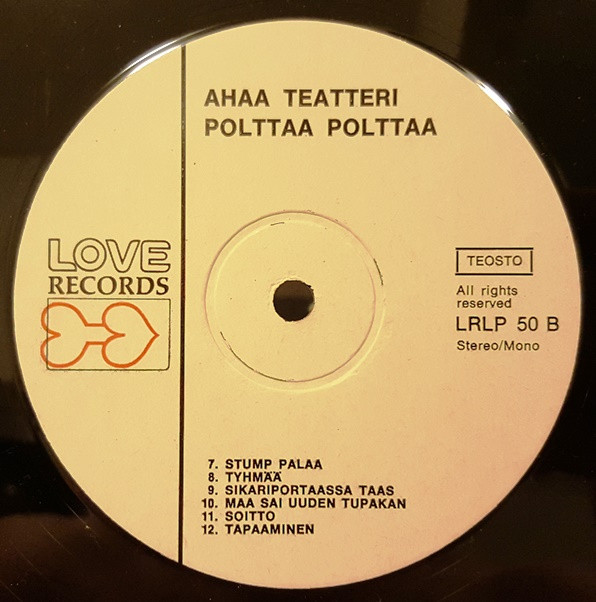 AHAA TEATTERI
POLTTAA POLTTAA
LOVE
RECORDS
TEOSTO
All rights
reserved
LRLP 50 B
Stereo/Mono
7. STUMP PALAA
8. TYHMÄÄ
9. SIKARIPORTAASSA TAAS
10. MAA SAI UUDEN TUPAKAN
11. SOITTO
12. TAPAAMINEN